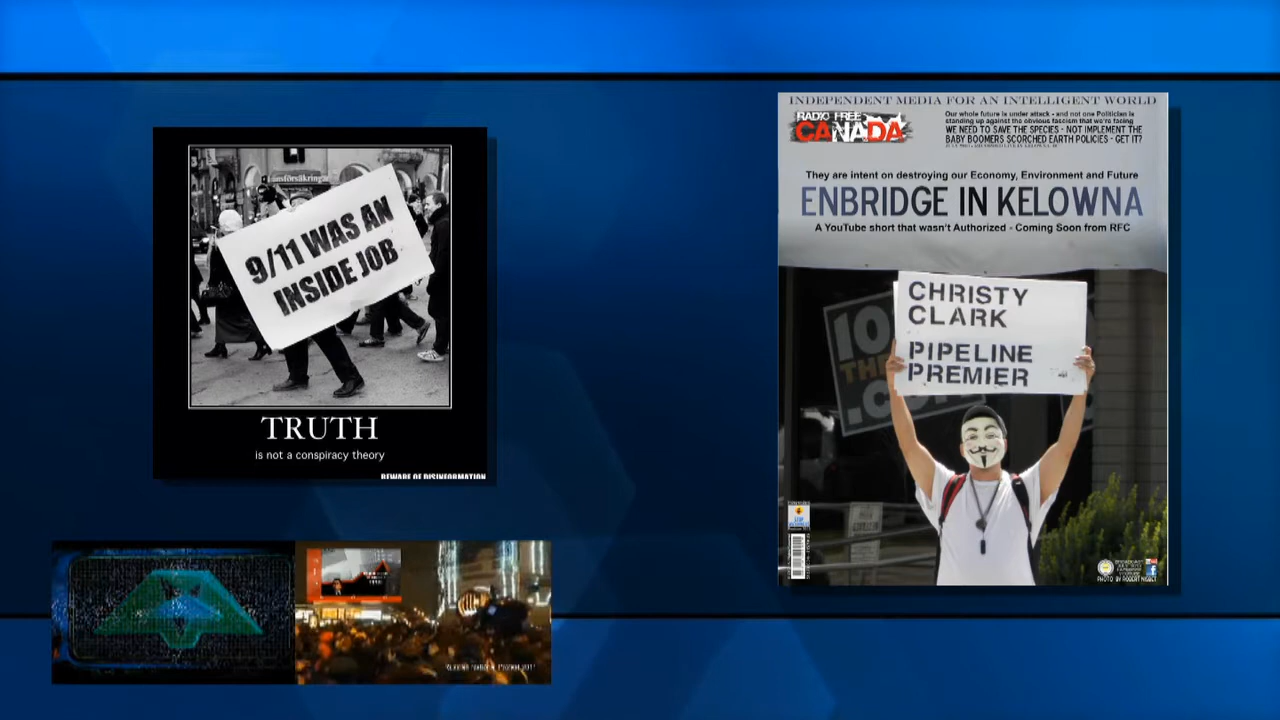 9/11 WAS AN
INSIDE JOB
TRUTH
is not a conspiracy theory
BEWARE OF DISINFORMATION
INDEPENDENT MEDIA FOR AN INTELLIGENT WORLD
RADIO FREE
CANADA
Our whole future is under attack - and not one Politician is
standing up against the obvious fascism that we're facing
WE NEED TO SAVE THE SPECIES - NOT IMPLEMENT THE
BABY BOOMERS SCORCHED EARTH POLICIES - GET IT?
They are intent on destroying our Economy, Environment and Future
ENBRIDGE IN KELOWNA
A YouTube short that wasn't Authorized - Coming Soon from RFC
CHRISTY
CLARK
PIPELINE
PREMIER
PHOTO BY ROBERT NISBET